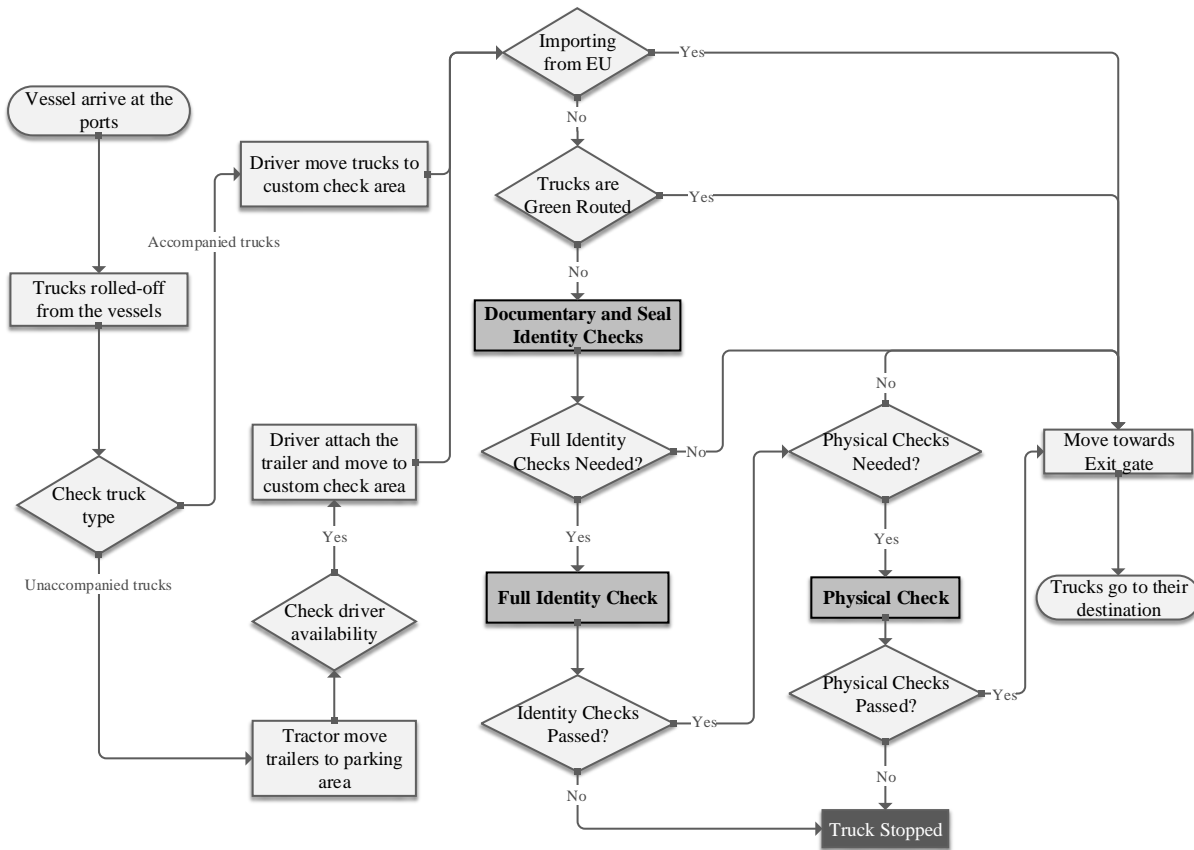 Vessel arrive at the
ports
Trucks rolled-off
from the vessels
Check truck
type
Accompanied trucks
Unaccompanied trucks
Driver move trucks to
custom check area
Driver attach the
trailer and move to
custom check area
Yes
Check driver
availability
Tractor move
trailers to parking
area
Importing
from EU
Yes
No
Trucks are
Green Routed
Yes
No
Documentary and Seal
Identity Checks
Full Identity
Checks Needed?
No
Yes
Full Identity Check
Identity Checks
Passed?
Yes
No
No
Physical Checks
Needed?
Yes
Physical Check
Physical Checks
Passed?
Yes
No
Truck Stopped
Move towards
Exit gate
Trucks go to their
destination